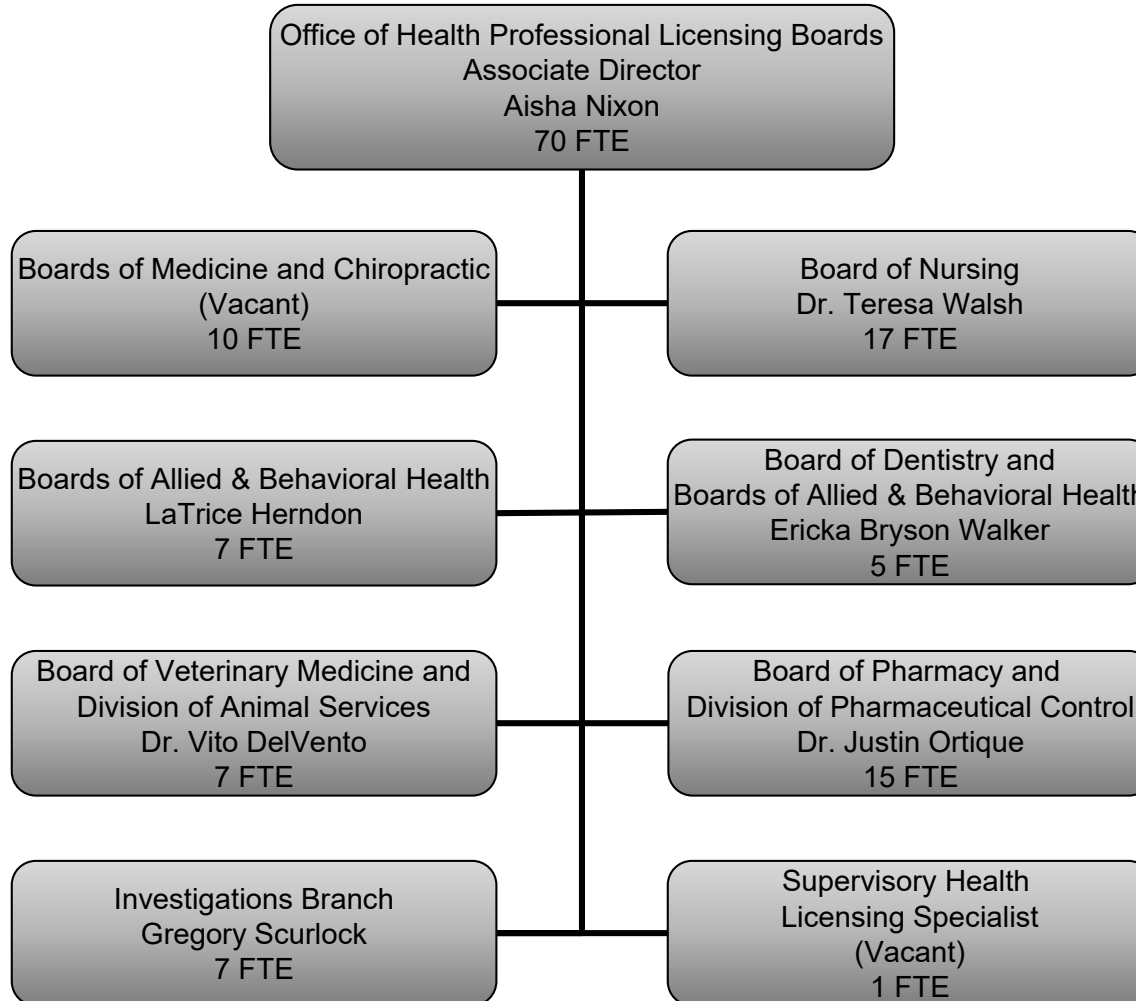 Office of Health Professional Licensing Boards
Associate Director
Aisha Nixon
70 FTE
Boards of Medicine and Chiropractic
(Vacant)
10 FTE
Board of Nursing
Dr. Teresa Walsh
17 FTE
Boards of Allied & Behavioral Health
LaTrice Herndon
7 FTE
Board of Dentistry and
Boards of Allied & Behavioral Health
Ericka Bryson Walker
5 FTE
Board of Veterinary Medicine and
Division of Animal Services
Dr. Vito DelVento
7 FTE
Board of Pharmacy and
Division of Pharmaceutical Control
Dr. Justin Ortique
15 FTE
Investigations Branch
Gregory Scurlock
7 FTE
Supervisory Health
Licensing Specialist
(Vacant)
1 FTE